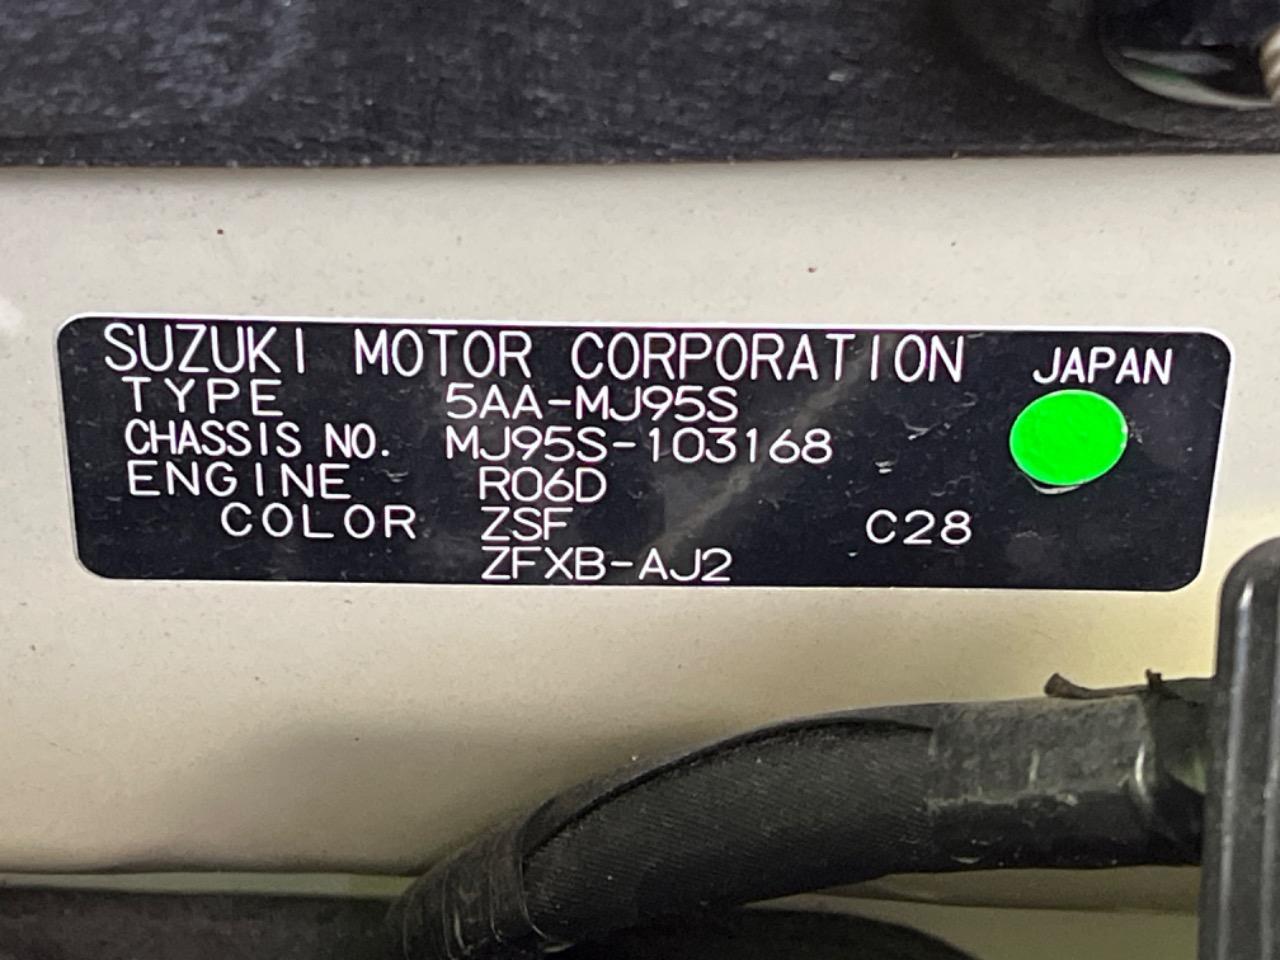 SUZUKI MOTOR CORPORATION JAPAN
TYPE 5AA-MJ95S
CHASSIS NO. MJ95S-103168
ENGINE R06D
COLOR ZSF C28
ZFXB-AJ2